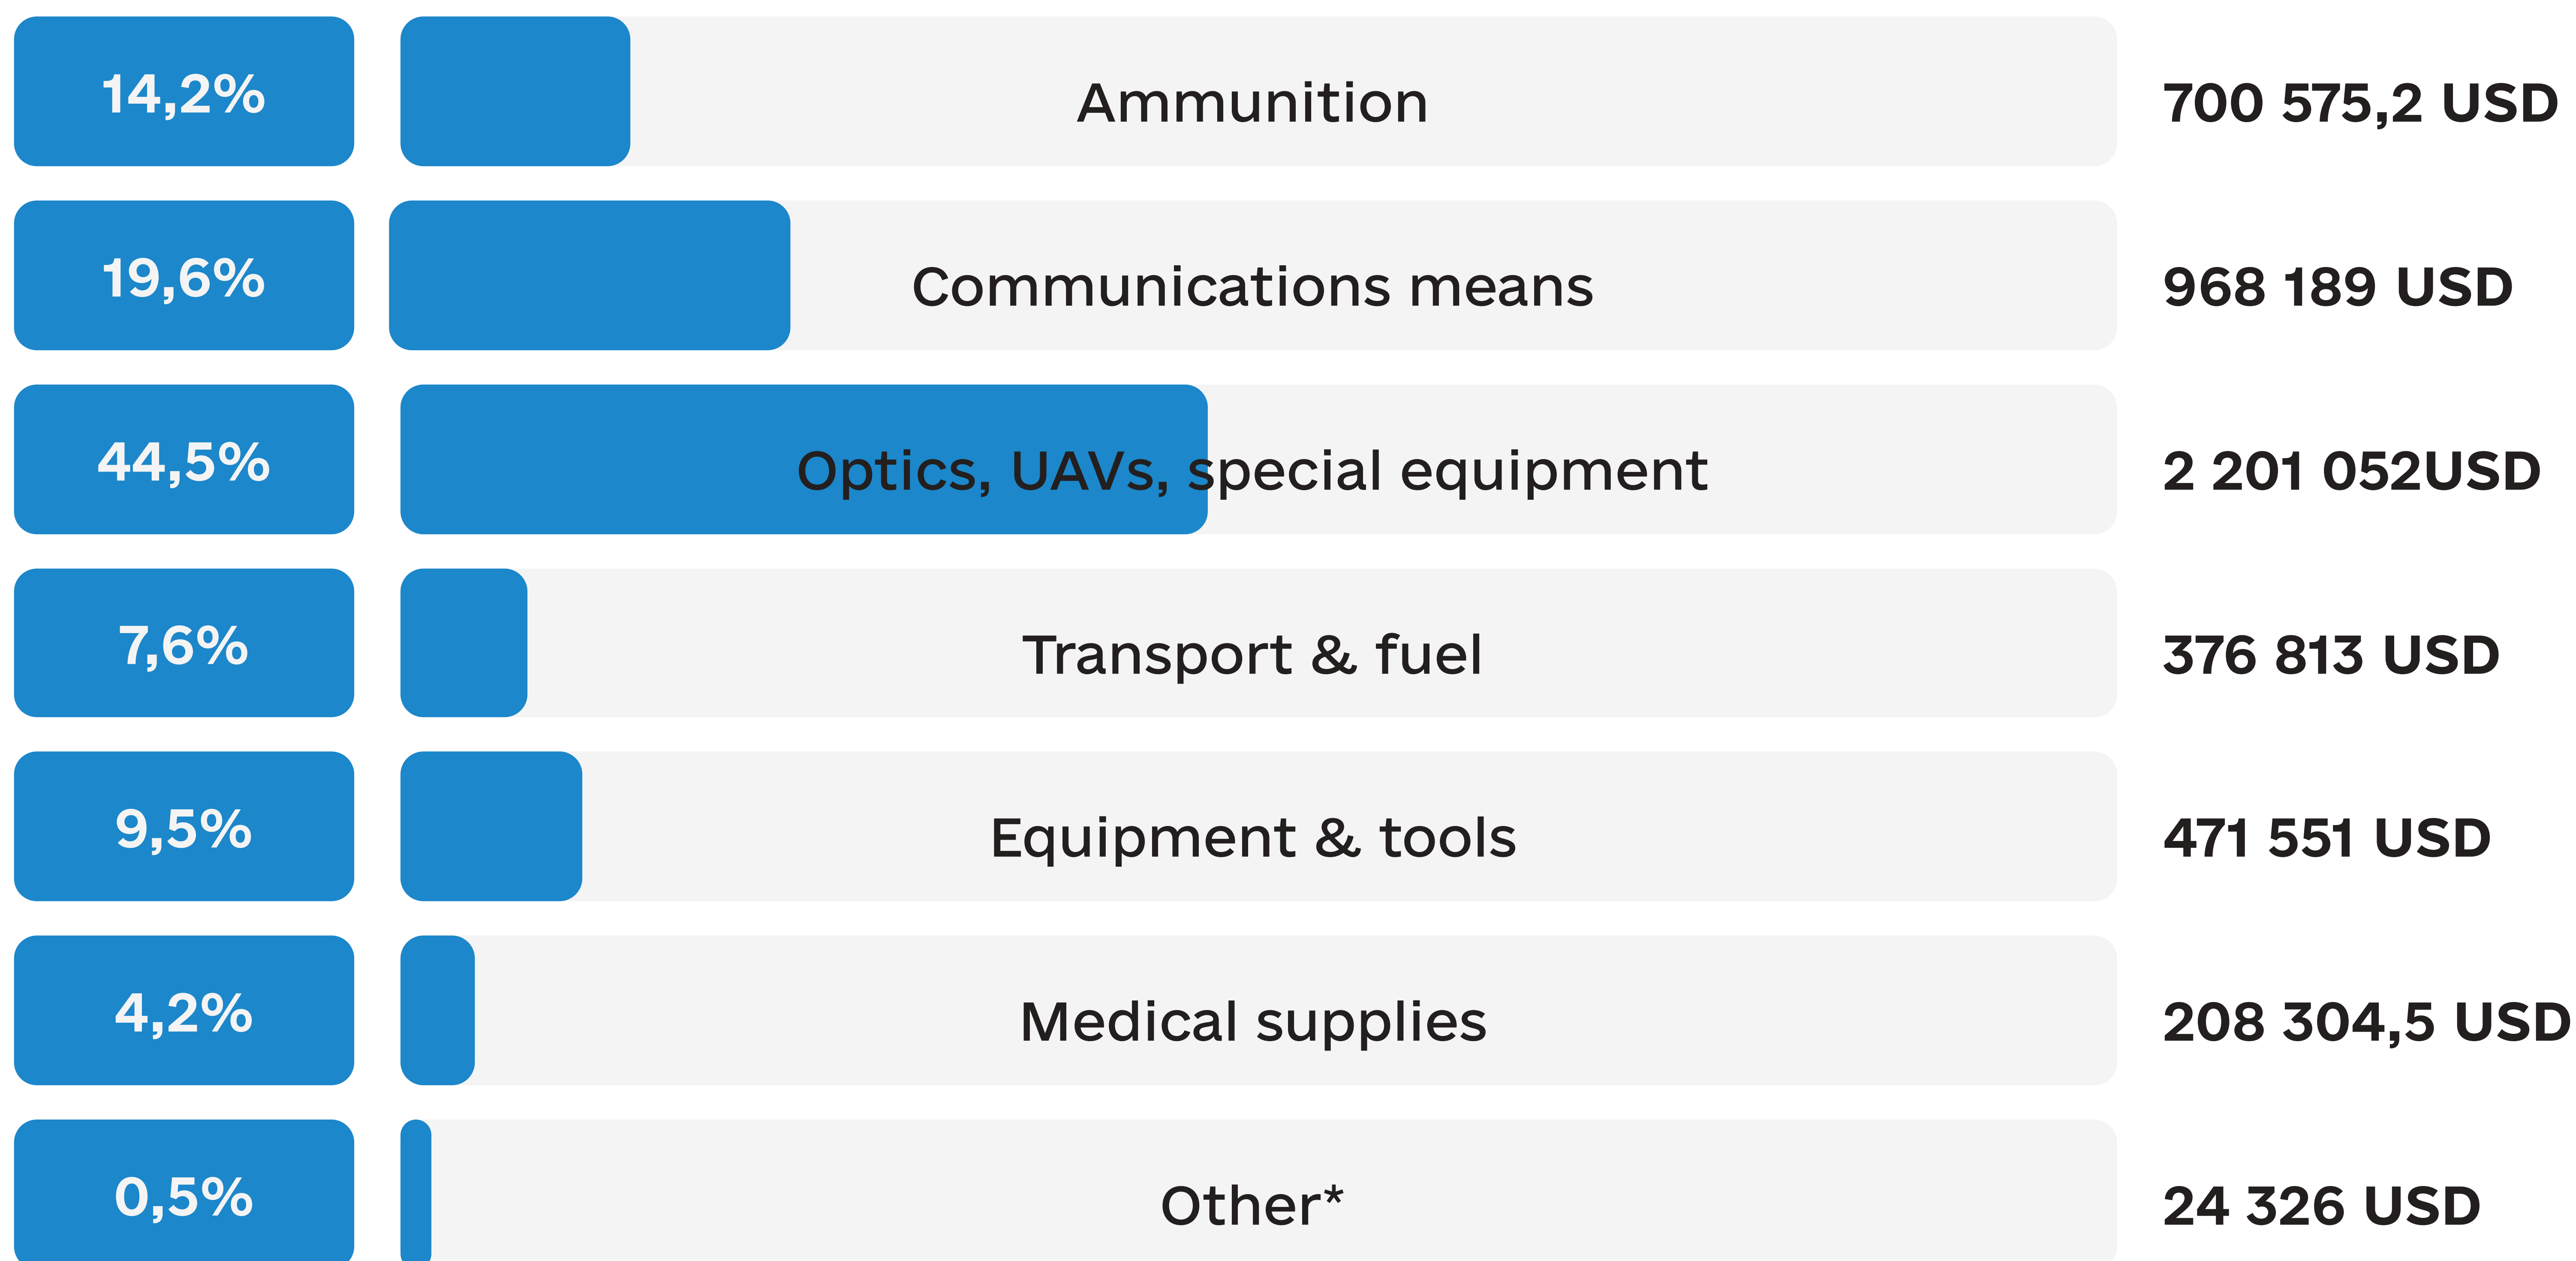 14,2% Ammunition 700 575,2 USD
19,6% Communications means 968 189 USD
44,5% Optics, UAVs, special equipment 2 201 052USD
7,6% Transport & fuel 376 813 USD
9,5% Equipment & tools 471 551 USD
4,2% Medical supplies 208 304,5 USD
0,5% Other* 24 326 USD